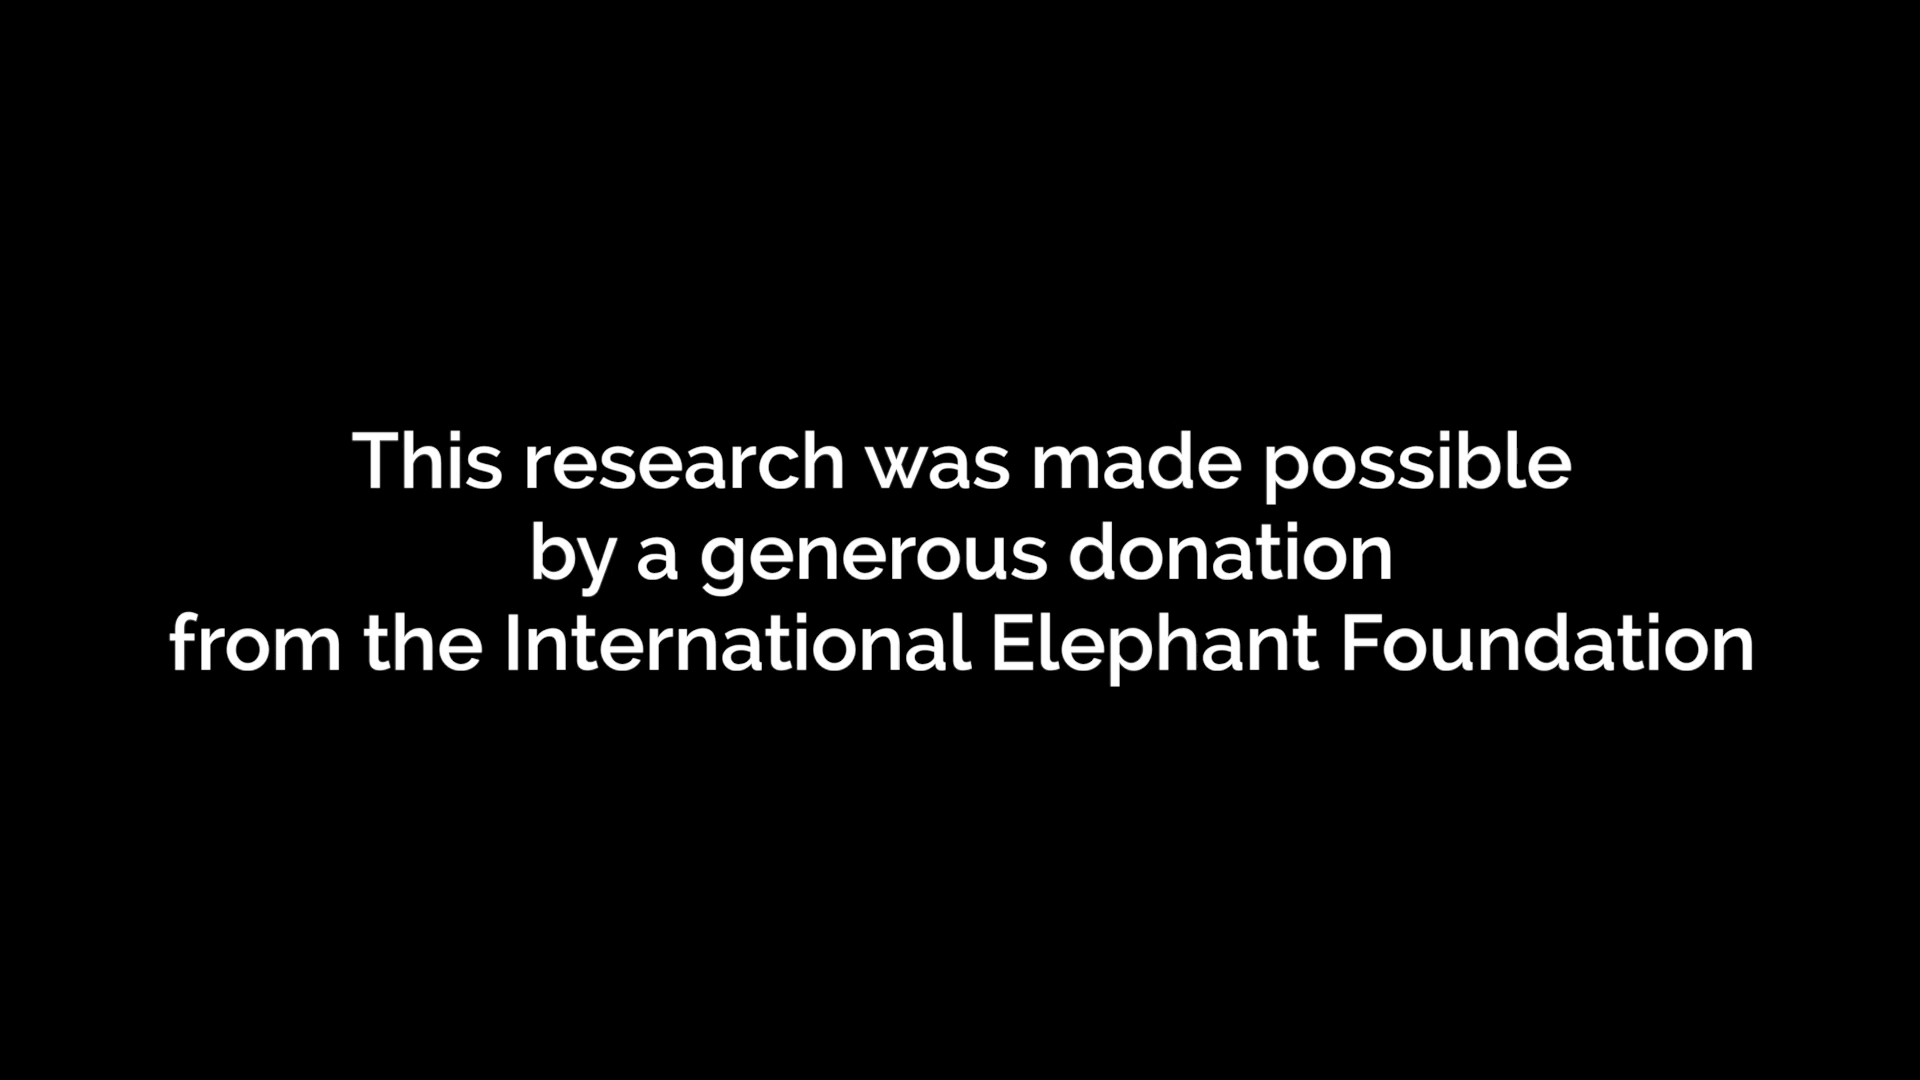 This research was made possible
by a generous donation
from the International Elephant Foundation